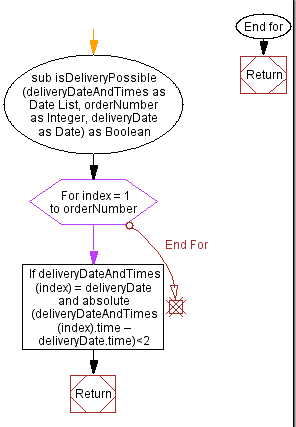 sub isDeliveryPossible
(deliveryDateAndTimes as
Date List, orderNumber
as Integer, deliveryDate
as Date) as Boolean
For index = 1
to orderNumber
End For
If deliveryDateAndTimes
(index) = deliveryDate
and absolute
(deliveryDateAndTimes
(index).time –
deliveryDate.time)<2
Return
End for
Return